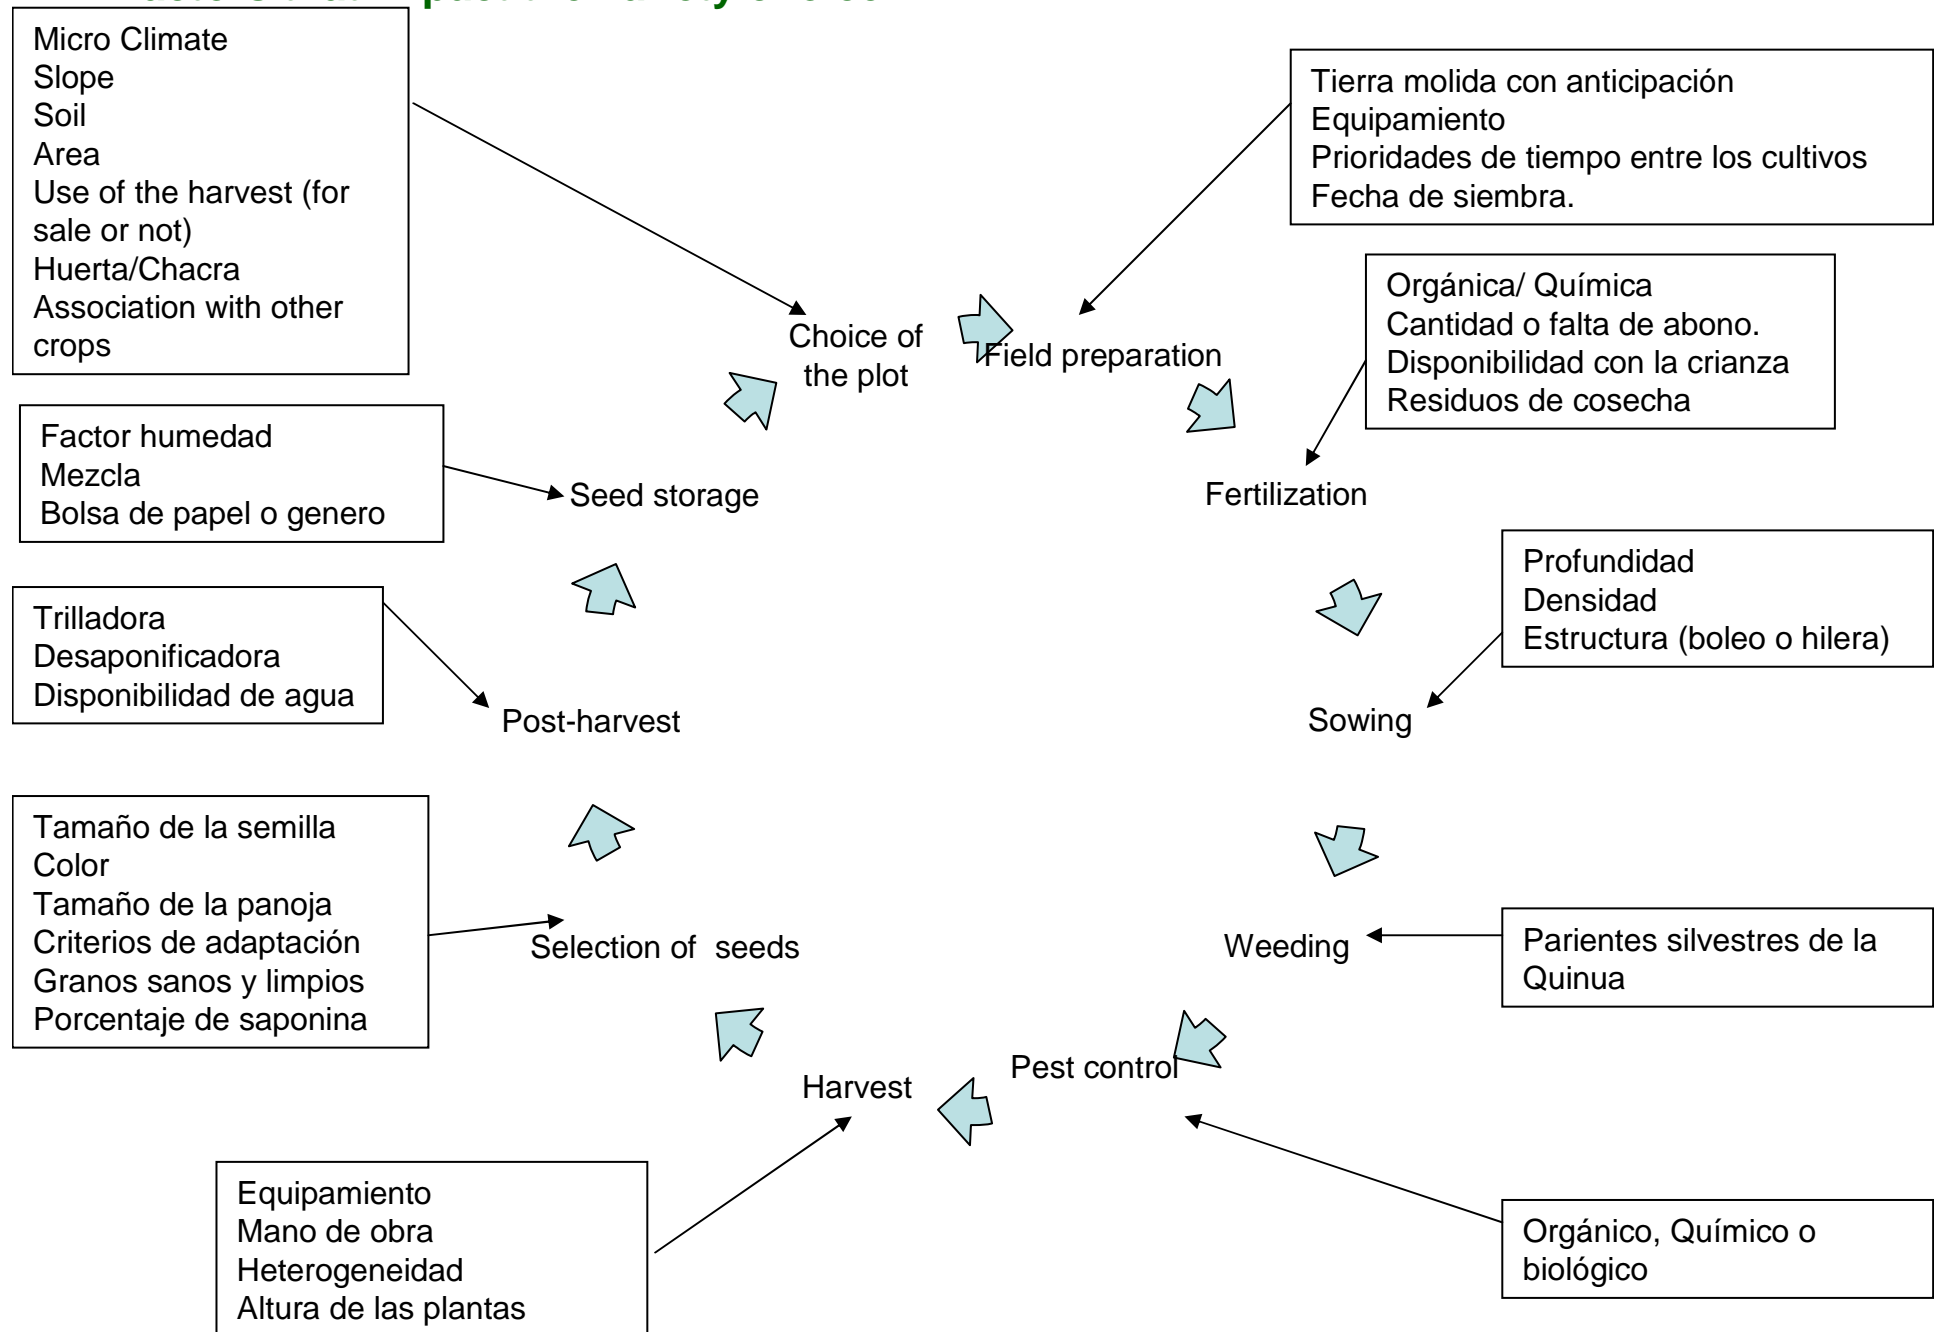 Micro Climate
Slope
Soil
Area
Use of the harvest (for
sale or not)
Huerta/Chacra
Association with other
crops
Tierra molida con anticipación
Equipamiento
Prioridades de tiempo entre los cultivos
Fecha de siembra.
Orgánica/ Química
Cantidad o falta de abono.
Disponibilidad con la crianza
Residuos de cosecha
Choice of
the plot
Field preparation
Factor humedad
Mezcla
Bolsa de papel o genero
Seed storage
Fertilization
Profundidad
Densidad
Estructura (boleo o hilera)
Trilladora
Desaponificadora
Disponibilidad de agua
Post-harvest
Sowing
Tamaño de la semilla
Color
Tamaño de la panoja
Criterios de adaptación
Granos sanos y limpios
Porcentaje de saponina
Selection of seeds
Weeding
Parientes silvestres de la
Quinua
Harvest
Pest control
Equipamiento
Mano de obra
Heterogeneidad
Altura de las plantas
Orgánico, Químico o
biológico